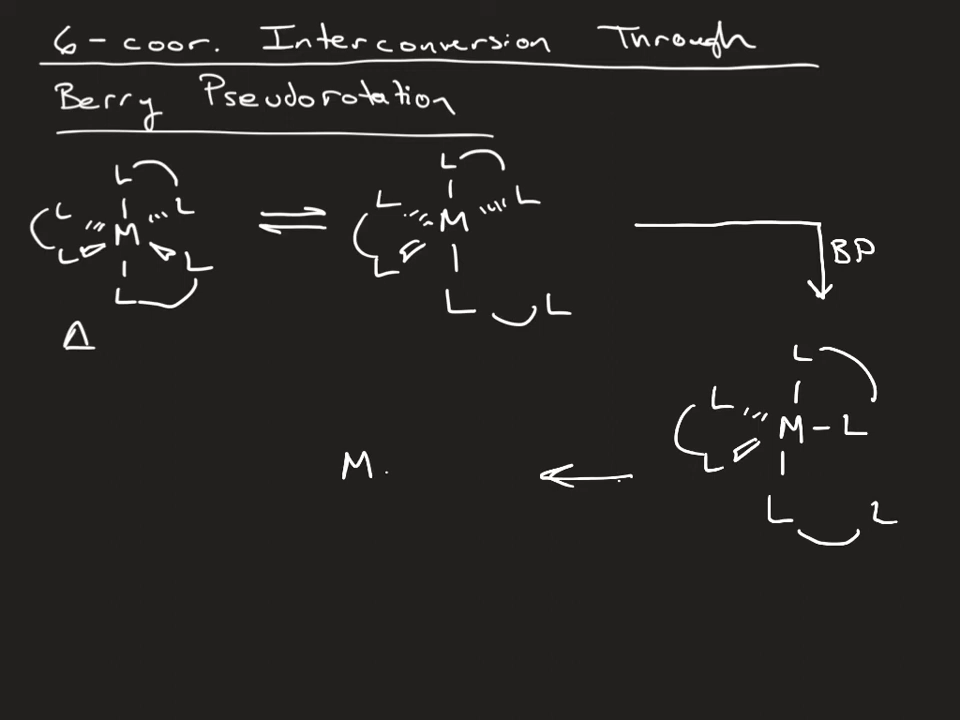 6-coor. Interconversion Through
Berry Pseudorotation
L L
L L L L
M M
L L L L
L L L
Δ
BP
L
L
M L
L
M.
L L